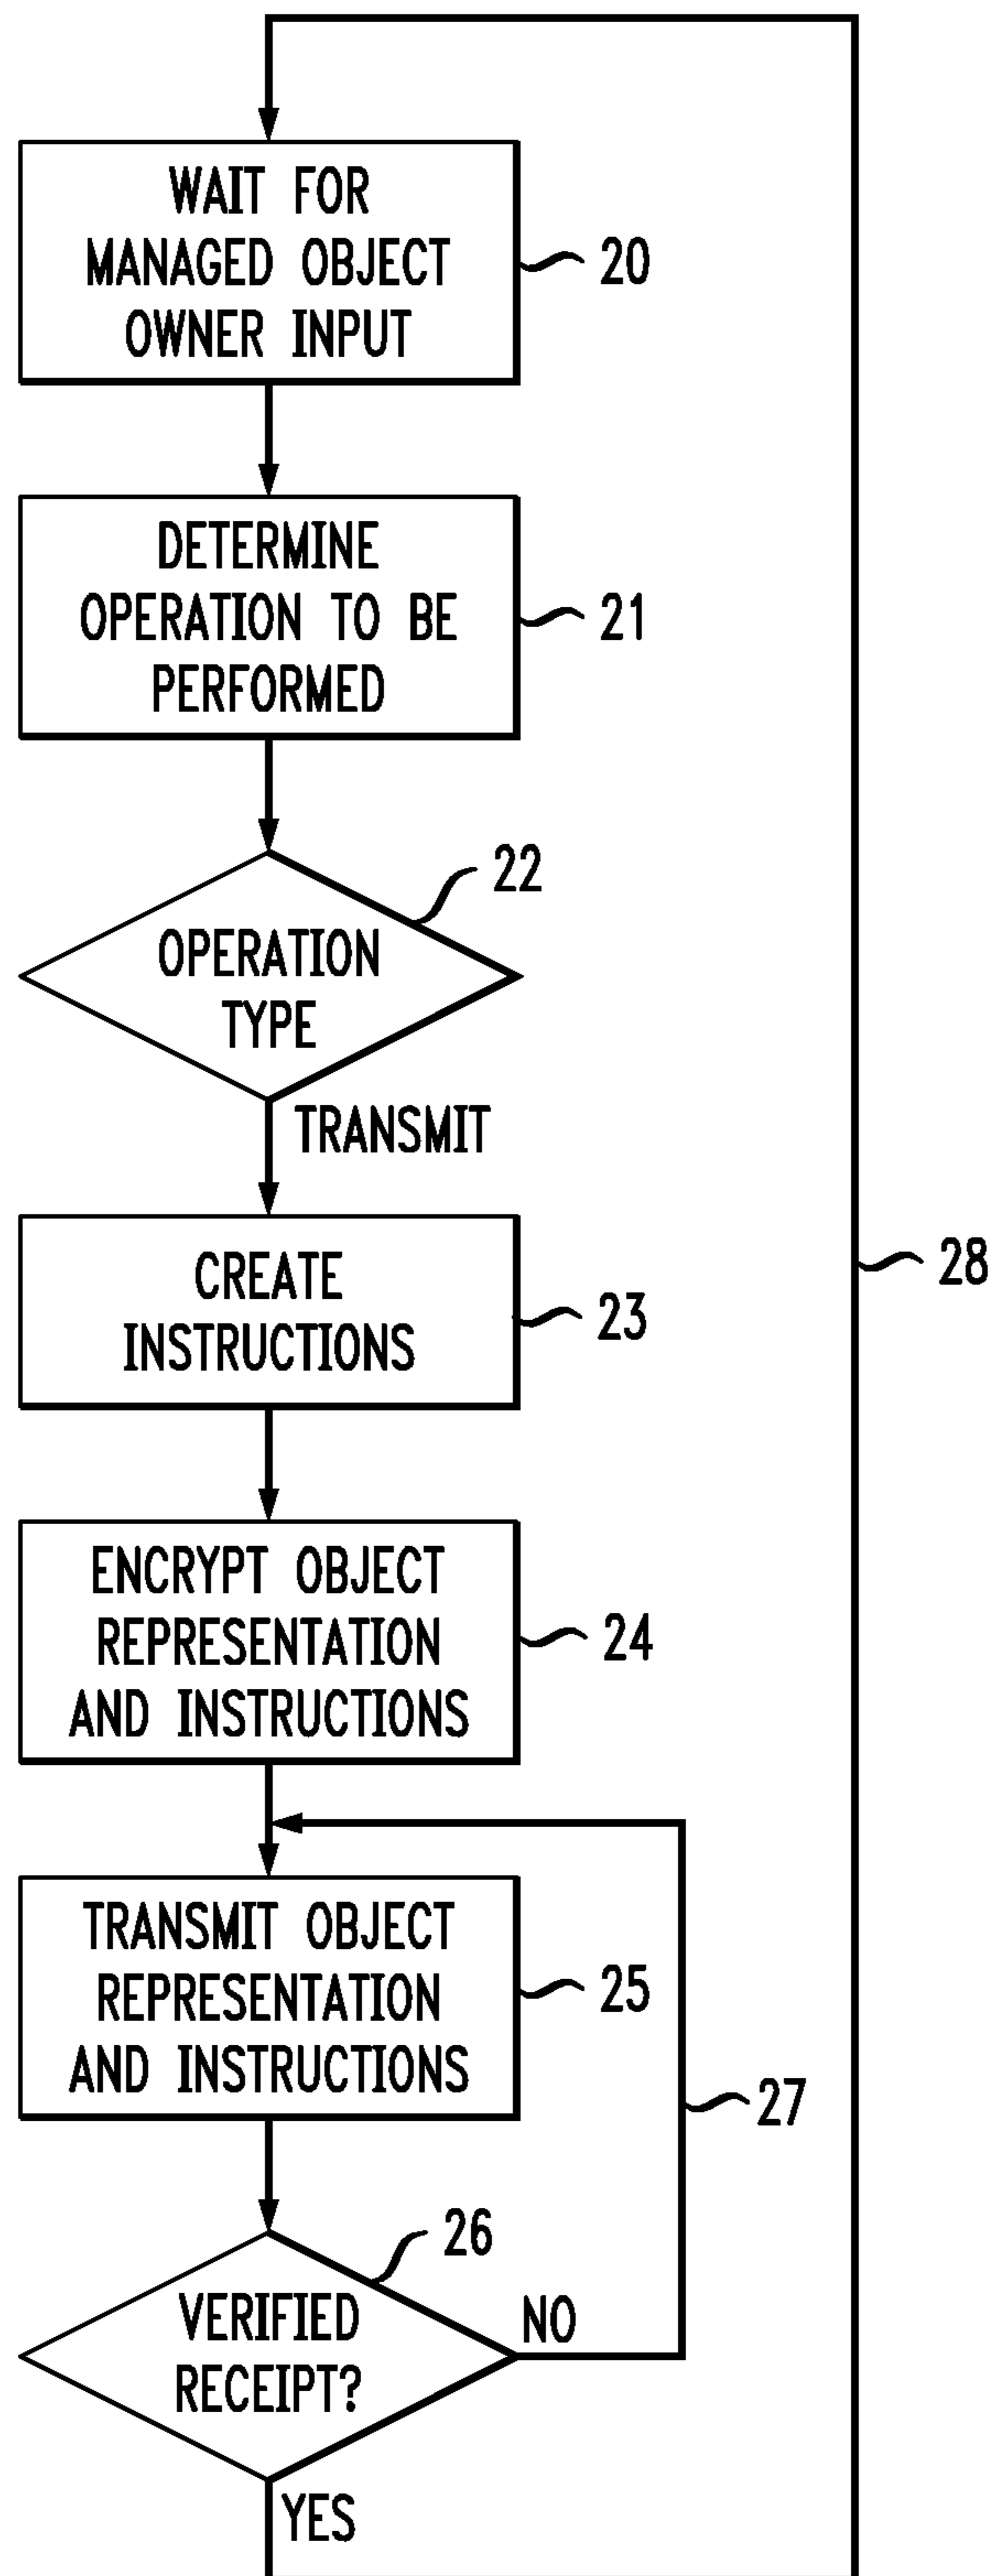 WAIT FOR
MANAGED OBJECT
OWNER INPUT
20
DETERMINE
OPERATION TO BE
PERFORMED
21
22
OPERATION
TYPE
TRANSMIT
CREATE
INSTRUCTIONS
23
28
ENCRYPT OBJECT
REPRESENTATION
AND INSTRUCTIONS
24
TRANSMIT OBJECT
REPRESENTATION
AND INSTRUCTIONS
25
27
26
VERIFIED
RECEIPT?
NO
YES